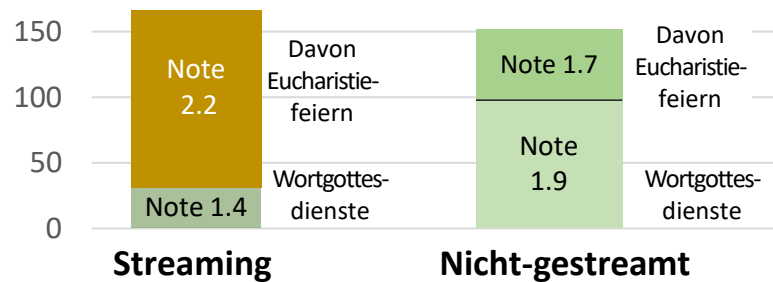 150
100
50
0
Note
2.2
Note 1.4
Davon
Eucharistie-
feiern
Wortgottes-
dienste
Note 1.7
Note
1.9
Davon
Eucharistie-
feiern
Wortgottes-
dienste
Streaming
Nicht-gestreamt